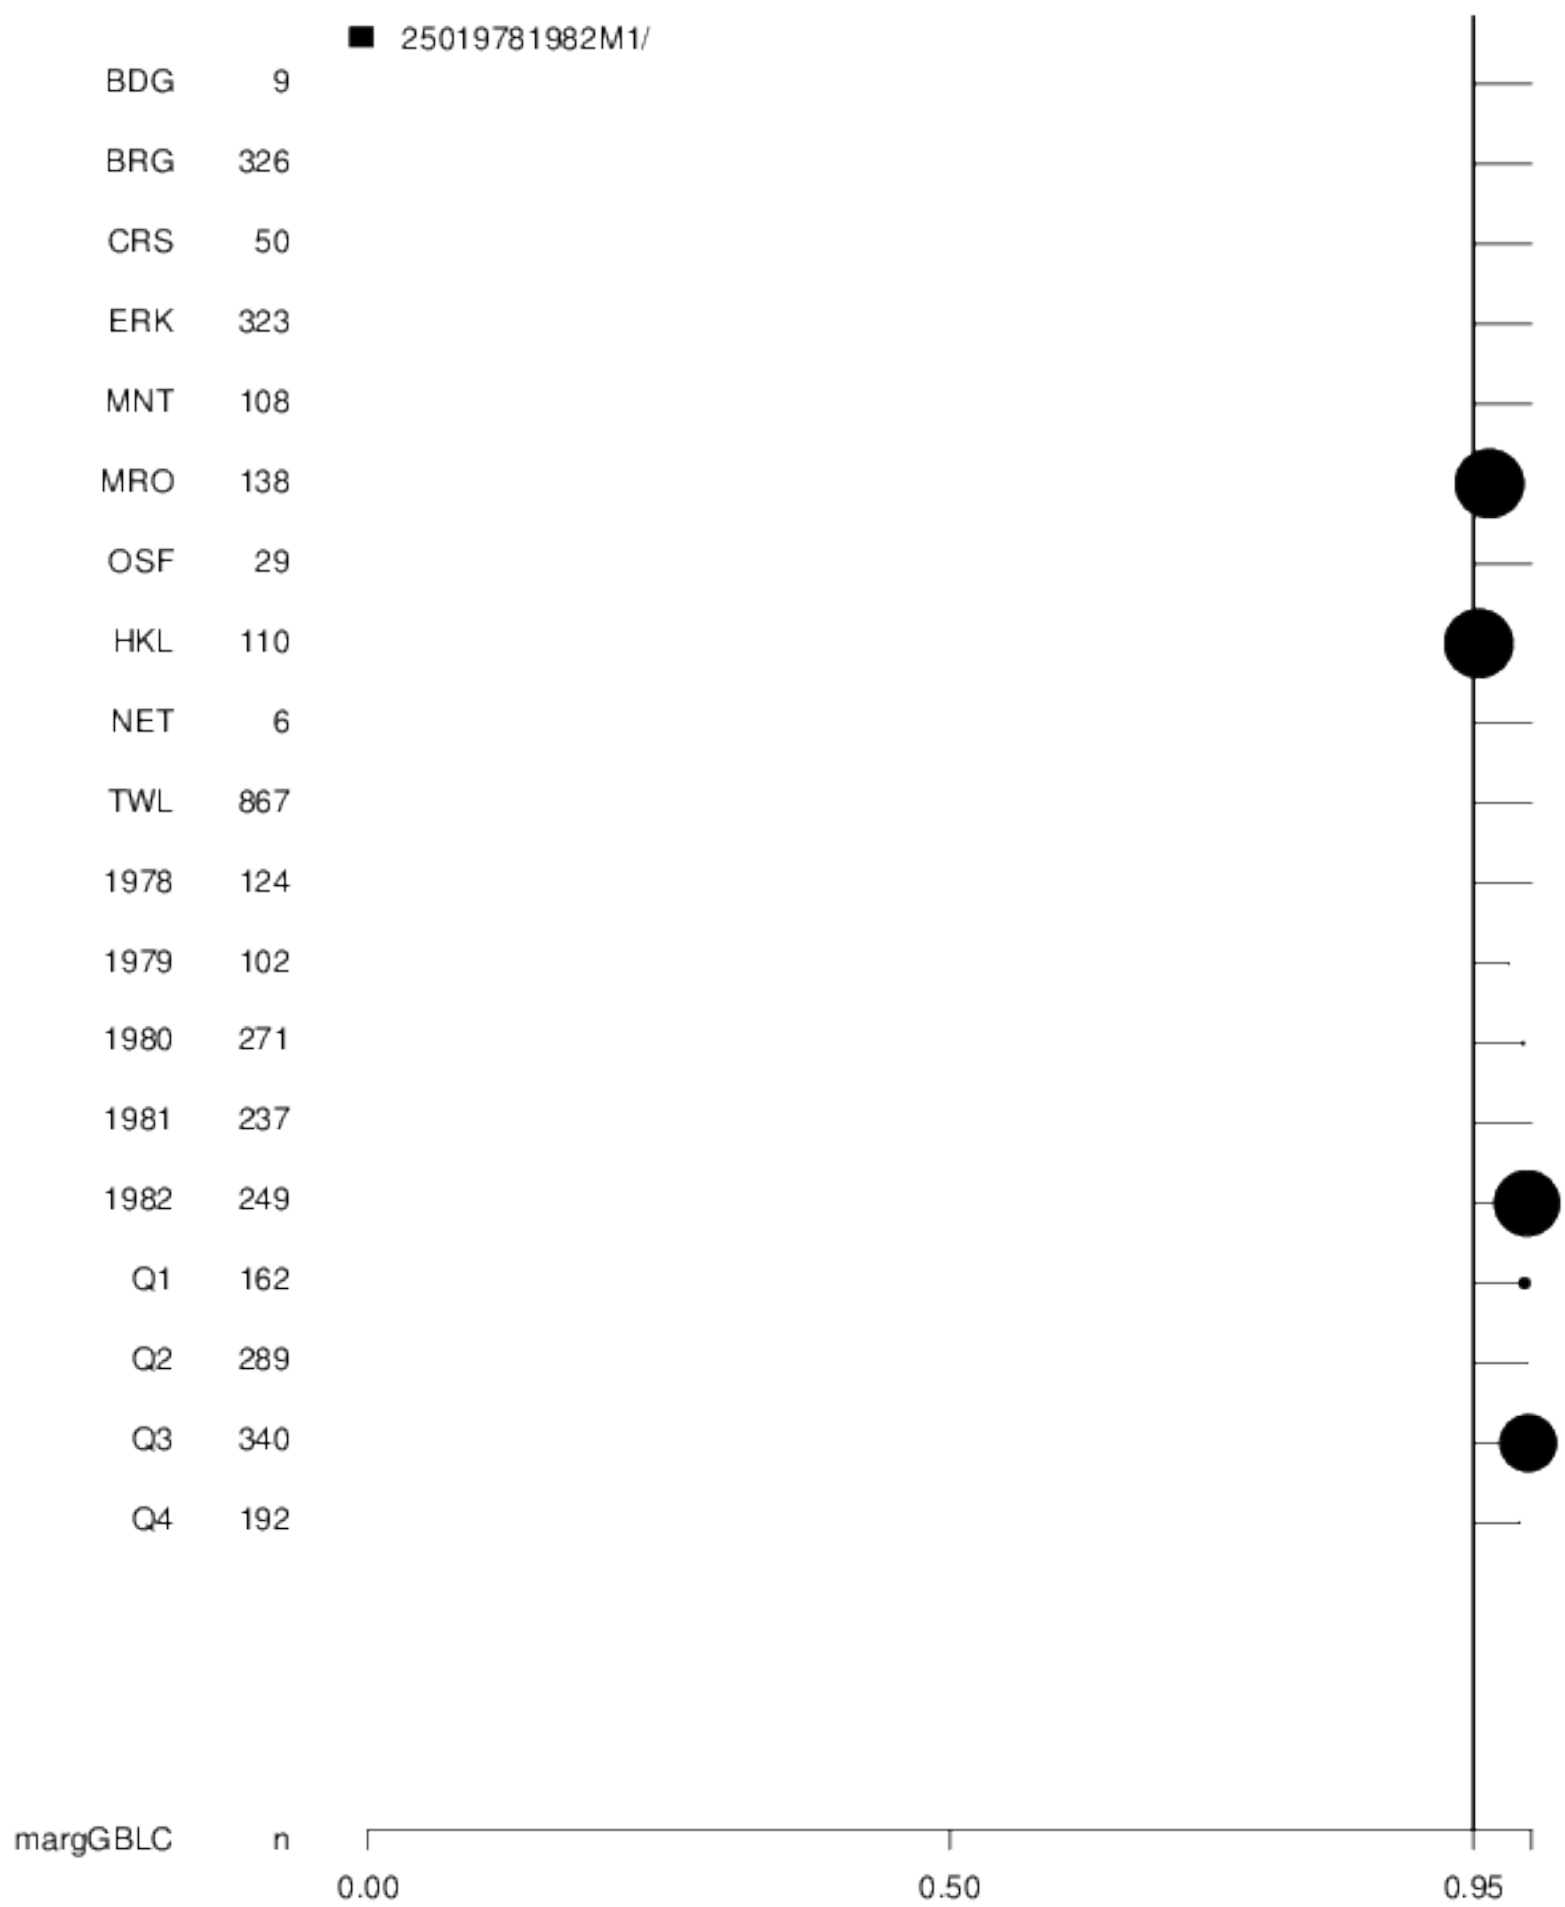 25019781982M1/
BDG 9
BRG 326
CRS 50
ERK 323
MNT 108
MRO 138
OSF 29
HKL 110
NET 6
TWL 867
1978 124
1979 102
1980 271
1981 237
1982 249
Q1 162
Q2 289
Q3 340
Q4 192
margGBLC n
0.00 0.50 0.95